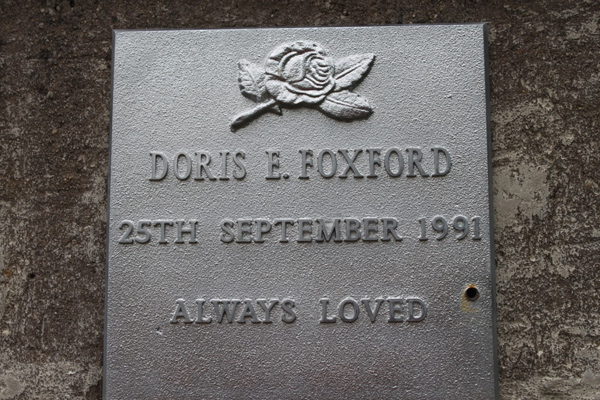 DORIS E. FOXFORD
25TH SEPTEMBER 1991
ALWAYS LOVED